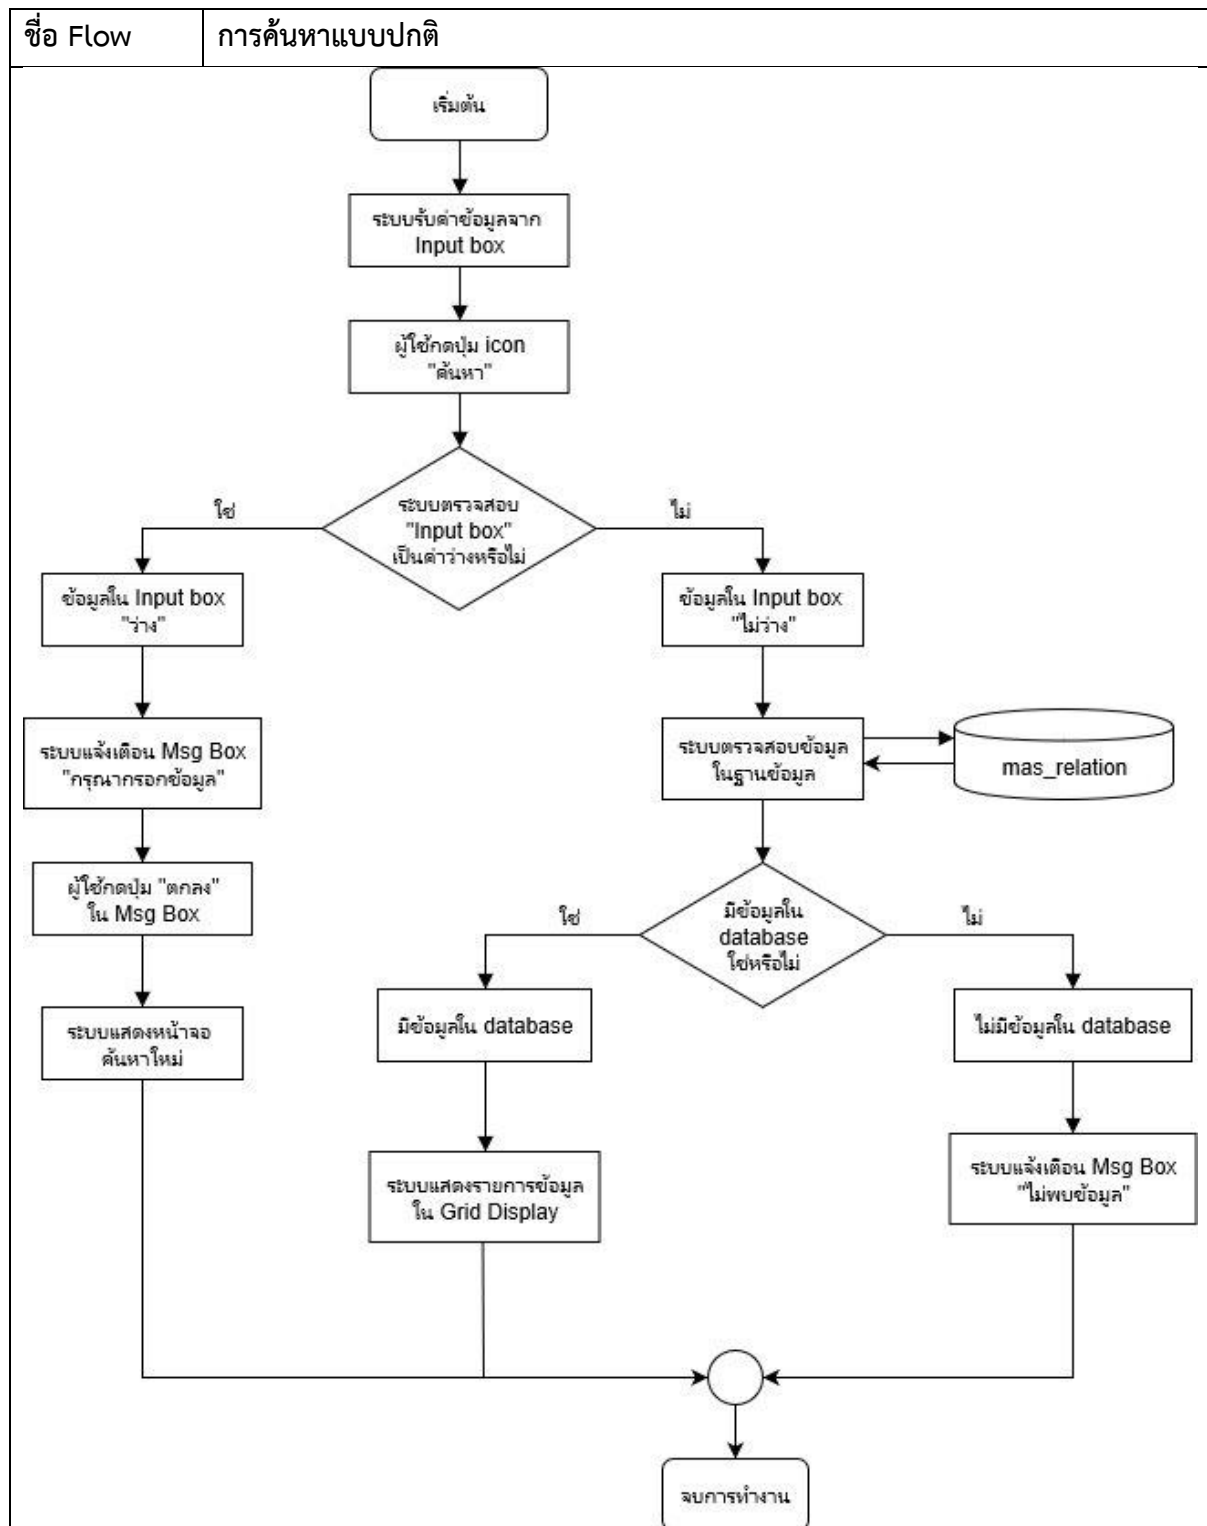 ชื่อ Flow
การค้นหาแบบปกติ
เริ่มต้น
ระบบรับค่าข้อมูลจาก
Input box
ผู้ใช้กดปุ่ม icon
"ค้นหา"
ระบบตรวจสอบ
"Input box"
เป็นค่าว่างหรือไม่
ใช่
ไม่
ข้อมูลใน Input box
"ว่าง"
ข้อมูลใน Input box
"ไม่ว่าง"
ระบบแจ้งเตือน Msg Box
"กรุณากรอกข้อมูล"
ระบบตรวจสอบข้อมูล
ในฐานข้อมูล
mas_relation
ผู้ใช้กดปุ่ม "ตกลง"
ใน Msg Box
มีข้อมูลใน
database
ใช่หรือไม่
ใช่
ไม่
ระบบแสดงหน้าจอ
ค้นหาใหม่
มีข้อมูลใน database
ไม่มีข้อมูลใน database
ระบบแสดงรายการข้อมูล
ใน Grid Display
ระบบแจ้งเตือน Msg Box
"ไม่พบข้อมูล"
จบการทำงาน